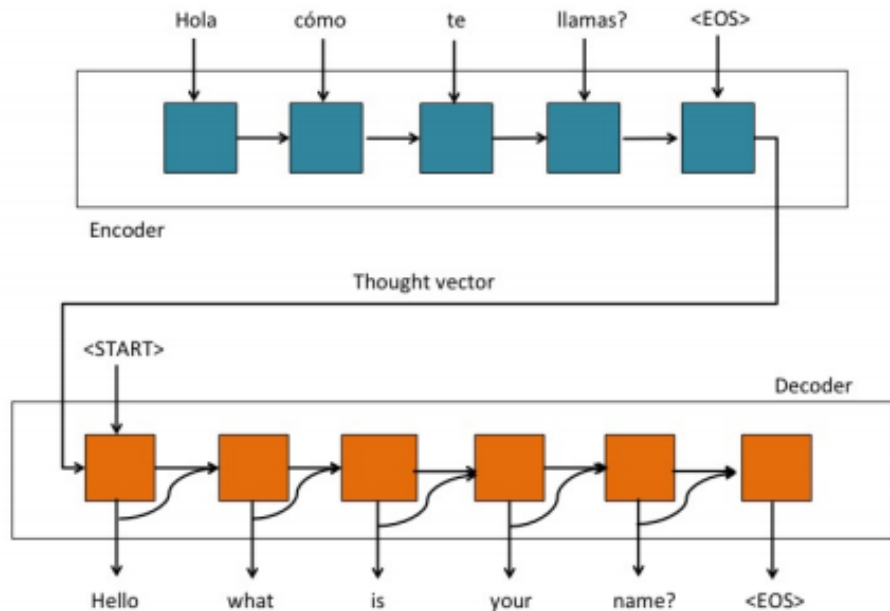 Hola cómo te llamas? <EOS>
Encoder
Thought vector
<START>
Decoder
Hello what is your name? <EOS>